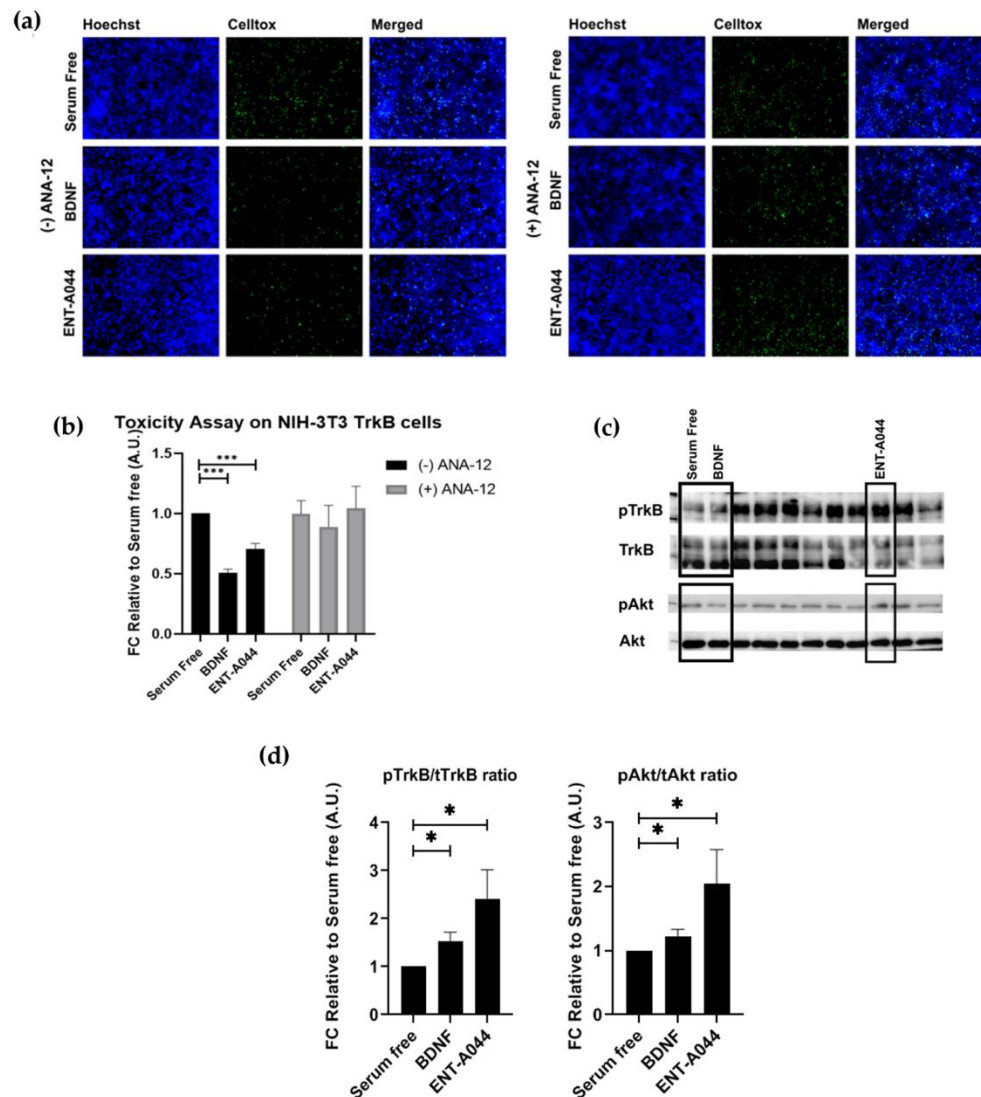 (a)
Hoechst Celltox Merged
Serum Free
(-) ANA-12
BDNF
ENT-A044
Hoechst Celltox Merged
Serum Free
(+) ANA-12
BDNF
ENT-A044
(b)
Toxicity Assay on NIH-3T3 TrkB cells
FC Relative to Serum free (A.U.)
1.5
1.0
0.5
0.0
***
***
(-) ANA-12
(+) ANA-12
Serum Free
BDNF
ENT-A044
Serum Free
BDNF
ENT-A044
(c)
Serum Free
BDNF
ENT-A044
pTrkB
TrkB
pAkt
Akt
(d)
pTrkB/tTrkB ratio
FC Relative to Serum free (A.U.)
4
3
2
1
0
*
*
Serum free
BDNF
ENT-A044
pAkt/tAkt ratio
FC Relative to Serum free (A.U.)
3
2
1
0
*
*
Serum free
BDNF
ENT-A044